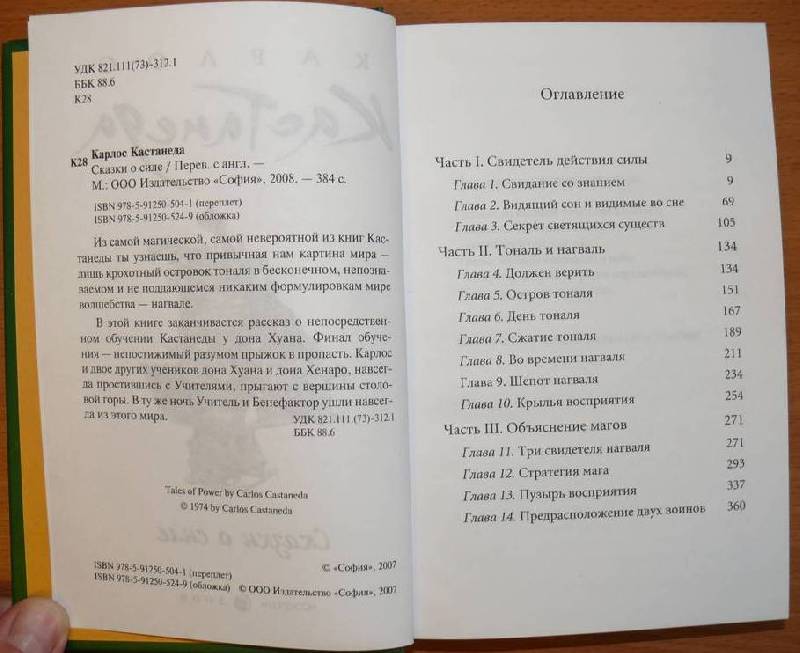 УДК 821.111(73)-312.1
ББК 88.6
К28
К28 Карлос Кастанеда
Сказки о силе / Перев. с англ. —
М.: ООО Издательство «София», 2008. — 384 с.
ISBN 978-5-91250-504-1 (переплет)
ISBN 978-5-91250-524-9 (обложка)
Из самой магической, самой невероятной из книг Кас-
танеды ты узнаешь, что привычная нам картина мира —
лишь крохотный островок тоналя в бесконечном, непозна-
ваемом и не поддающемся никаким формулировкам мире
волшебства — нагвале.
В этой книге заканчивается рассказ о непосредствен-
ном обучении Кастанеды у дона Хуана. Финал обуче-
ния — непостижимый разумом прыжок в пропасть. Карлос
и двое других учеников дона Хуана и дона Хенаро, навсег-
да простившись с Учителями, прыгают с вершины столо-
вой горы. В ту же ночь Учитель и Бенефактор ушли навсег-
да из этого мира.
УДК 821.111 (73)-312.1
ББК 88.6
Tales of Power by Carlos Castaneda
© 1974 by Carlos Castaneda
Сказки о силе
© «София», 2007
ISBN 978-5-91250-504-1 (переплет)
ISBN 978-5-91250-524-9 (обложка) © ООО Издательство «София», 2007
КАРЛОС
Кастанеда
Оглавление
Часть I. Свидетель действия силы 9
Глава 1. Свидание со знанием 9
Глава 2. Видящий сон и видимые во сне 69
Глава 3. Секрет светящихся существ 105
Часть II. Тональ и нагваль 134
Глава 4. Должен верить 134
Глава 5. Остров тоналя 151
Глава 6. День тоналя 167
Глава 7. Сжатие тоналя 189
Глава 8. Во времени нагваля 211
Глава 9. Шепот нагваля 234
Глава 10. Крылья восприятия 254
Часть III. Объяснение магов 271
Глава 11. Три свидетеля нагваля 271
Глава 12. Стратегия мага 293
Глава 13. Пузырь восприятия 337
Глава 14. Предрасположение двух воинов 360